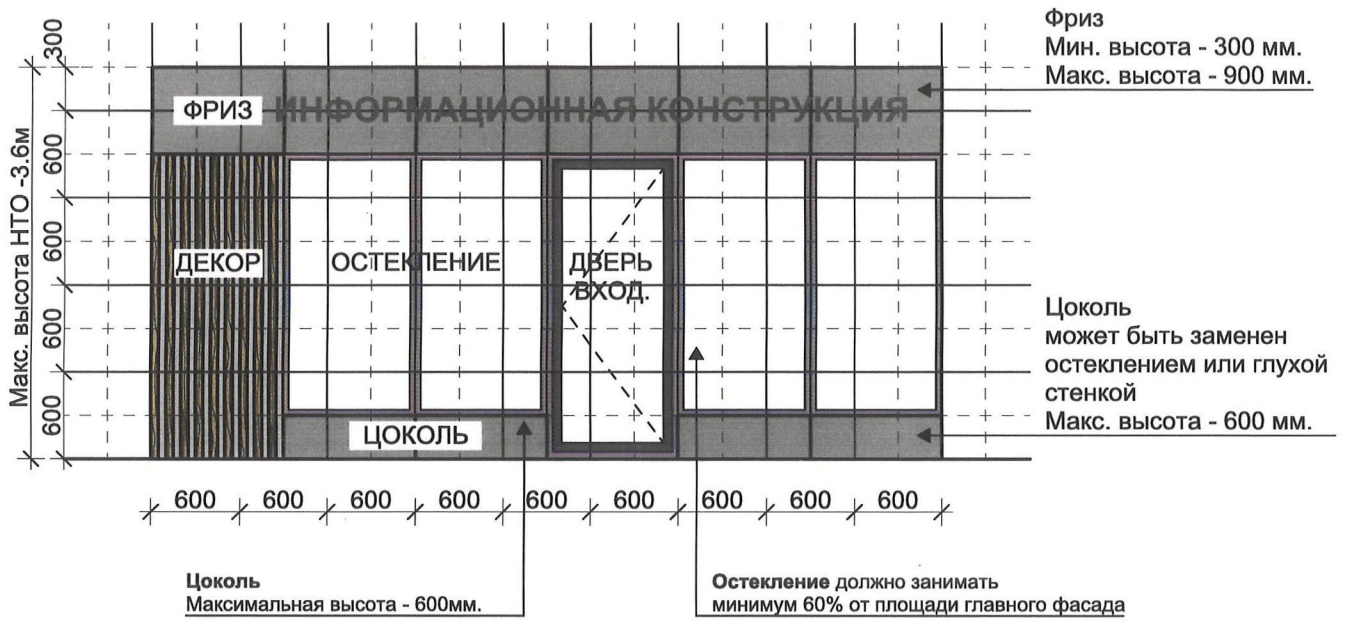 Фриз
Мин. высота - 300 мм.
Макс. высота - 900 мм.
300
ФРИЗ
ИНФОРМАЦИОННАЯ КОНСТРУКЦИЯ
Макс. высота НТО -3.6м
600
600
600
600
ДЕКОР
ОСТЕКЛЕНИЕ
ДВЕРЬ
ВХОД.
Цоколь
может быть заменен
остеклением или глухой
стенкой
Макс. высота - 600 мм.
ЦОКОЛЬ
600 600 600 600 600 600 600 600 600
Цоколь
Максимальная высота - 600мм.
Остекление должно занимать
минимум 60% от площади главного фасада